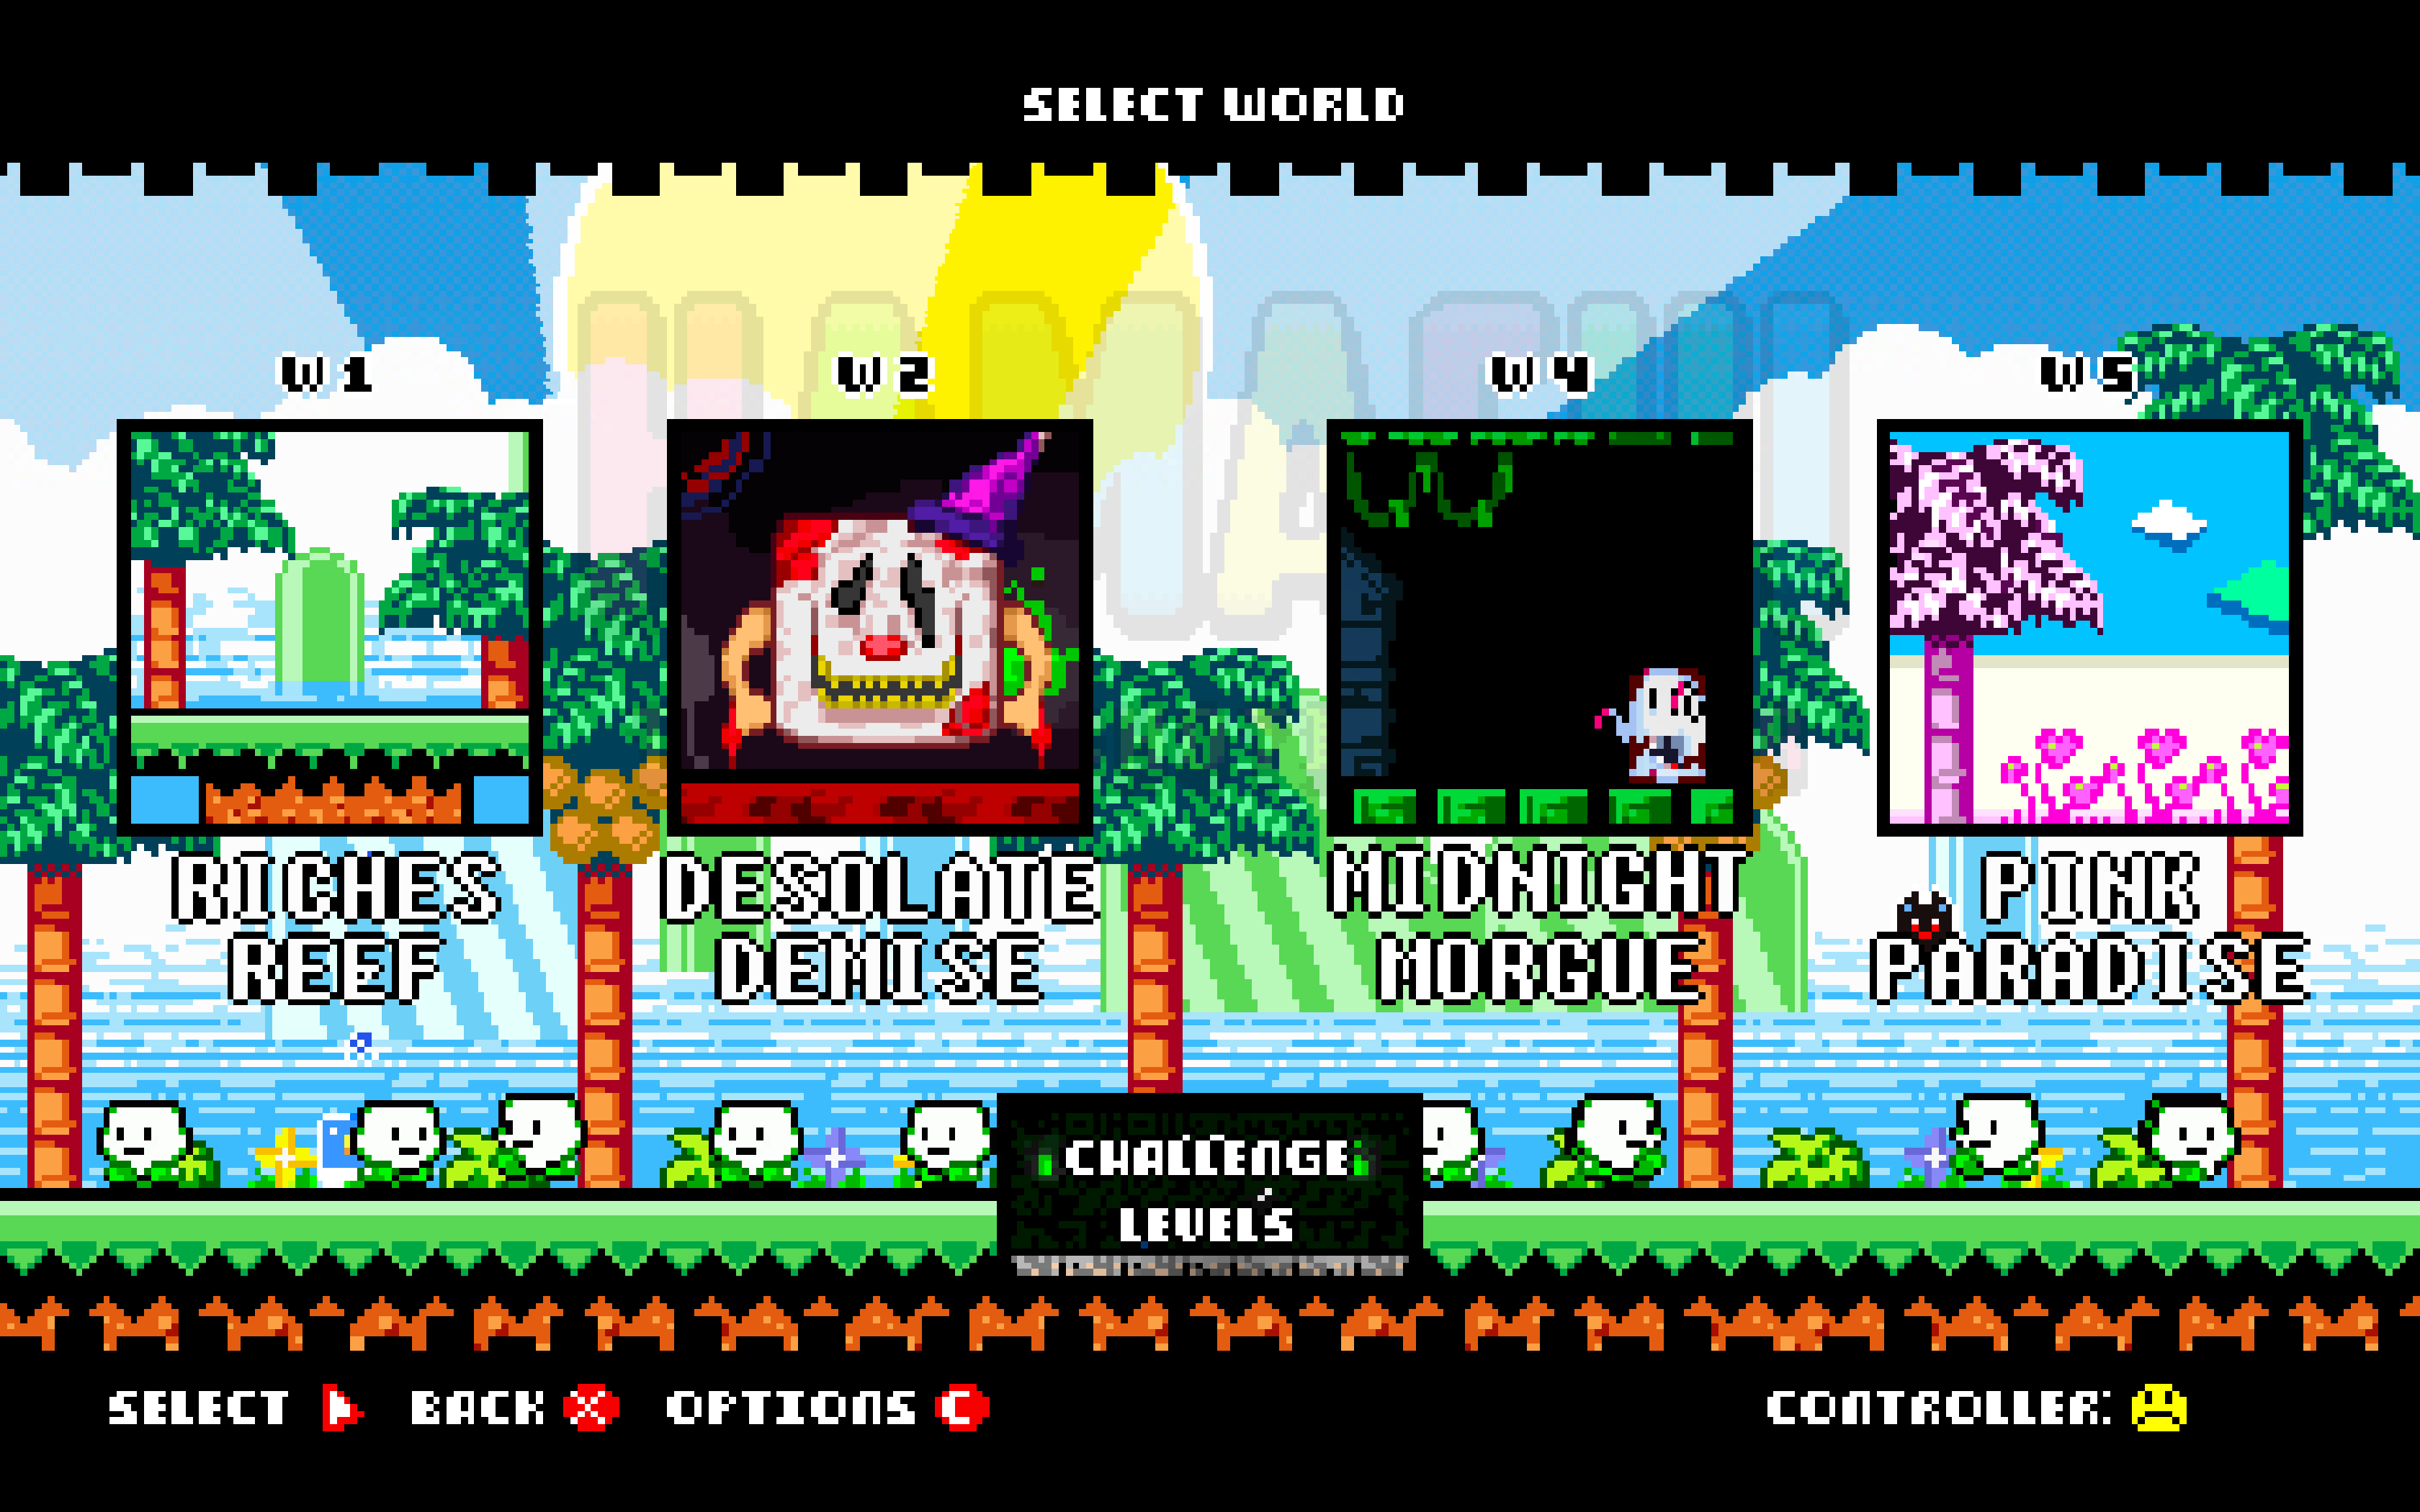 SELECT WORLD
W 1
W 2
W 4
W 5
RICHES
REEF
DESOLATE
DEMISE
MIDNIGHT
MORGUE
PINK
PARADISE
CHALLENGE
LEVELS
SELECT
BACK X
OPTIONS C
CONTROLLER: